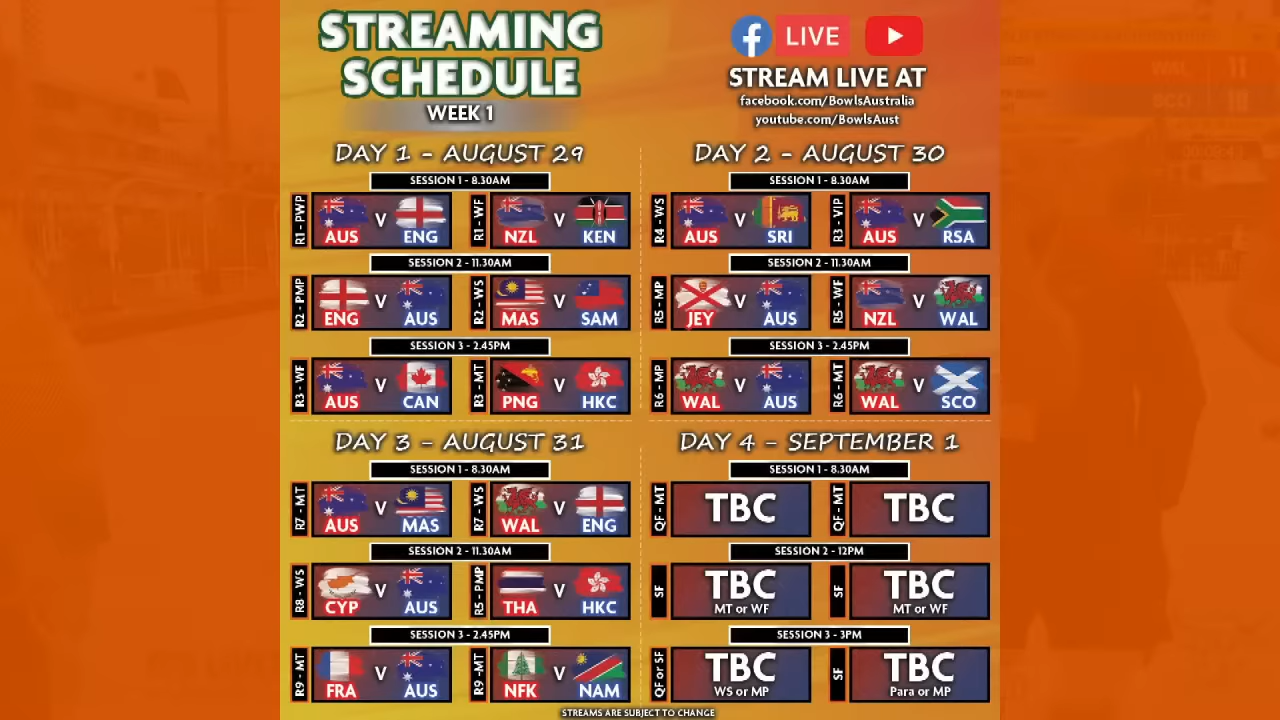 STREAMING
SCHEDULE
WEEK 1
LIVE
STREAM LIVE AT
facebook.com/BowlsAustralia
youtube.com/BowlsAust
DAY 1 - AUGUST 29
SESSION 1 - 8.30AM
R1 - PWP
AUS V ENG
R1 - WF
NZL V KEN
SESSION 2 - 11.30AM
R2 - PMP
ENG V AUS
R2 - WS
MAS V SAM
SESSION 3 - 2.45PM
R3 - WF
AUS V CAN
R3 - MT
PNG V HKC
DAY 2 - AUGUST 30
SESSION 1 - 8.30AM
R4 - WS
AUS V SRI
R3 - VIP
AUS V RSA
SESSION 2 - 11.30AM
R5 - MP
JEY V AUS
R5 - WF
NZL V WAL
SESSION 3 - 2.45PM
R6 - MP
WAL V AUS
R6 - MT
WAL V SCO
DAY 3 - AUGUST 31
SESSION 1 - 8.30AM
R7 - MT
AUS V MAS
R7 - WS
WAL V ENG
SESSION 2 - 11.30AM
R8 - WS
CYP V AUS
R5 - PMP
THA V HKC
SESSION 3 - 2.45PM
R9 - MT
FRA V AUS
R9 - MT
NFK V NAM
DAY 4 - SEPTEMBER 1
SESSION 1 - 8.30AM
QF - MT
TBC
QF - MT
TBC
SESSION 2 - 12PM
SF
TBC
MT or WF
SF
TBC
MT or WF
SESSION 3 - 3PM
QF or SF
TBC
WS or MP
SF
TBC
Para or MP
STREAMS ARE SUBJECT TO CHANGE